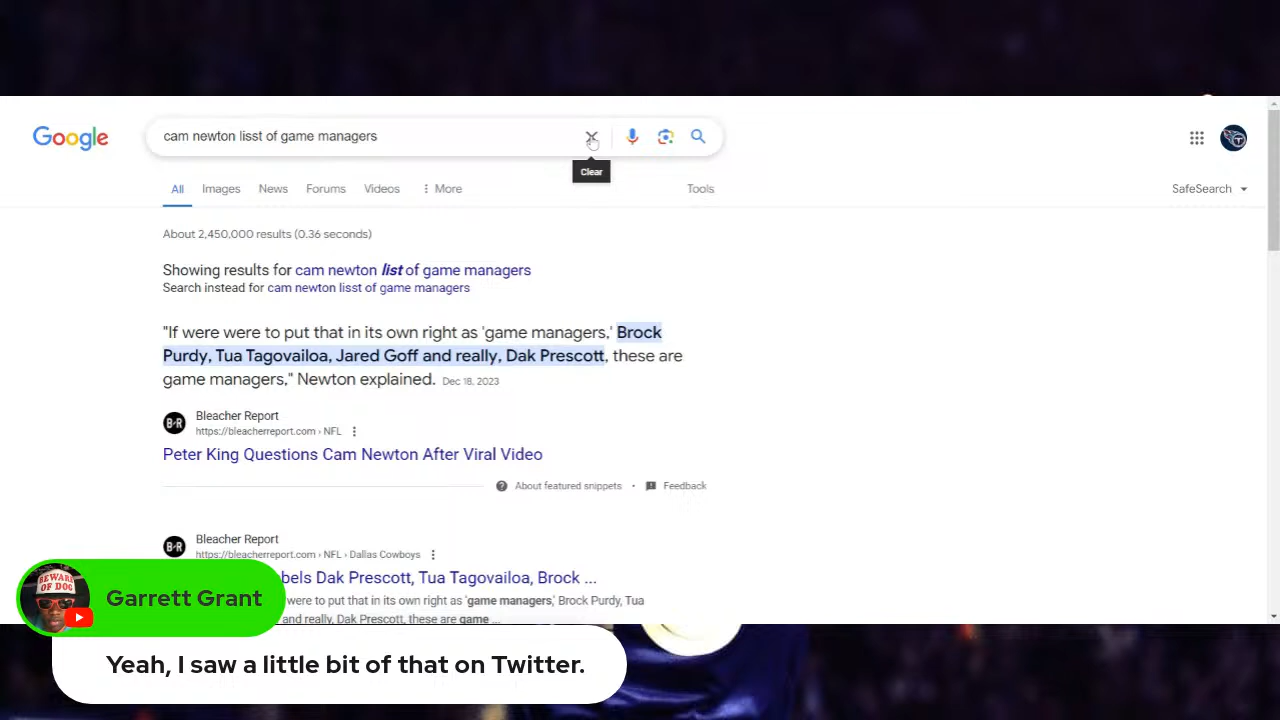 Google
cam newton lisst of game managers
Clear
All Images News Forums Videos More Tools SafeSearch
About 2,450,000 results (0.36 seconds)
Showing results for cam newton list of game managers
Search instead for cam newton lisst of game managers
"If were were to put that in its own right as 'game managers,' Brock
Purdy, Tua Tagovailoa, Jared Goff and really, Dak Prescott, these are
game managers," Newton explained. Dec 18, 2023
B/R
Bleacher Report
https://bleacherreport.com › NFL
Peter King Questions Cam Newton After Viral Video
About featured snippets • Feedback
B/R
Bleacher Report
https://bleacherreport.com › NFL › Dallas Cowboys
bels Dak Prescott, Tua Tagovailoa, Brock ...
were to put that in its own right as 'game managers,' Brock Purdy, Tua
and really, Dak Prescott, these are game ...
BEWARE
OF DOG
Garrett Grant
Yeah, I saw a little bit of that on Twitter.